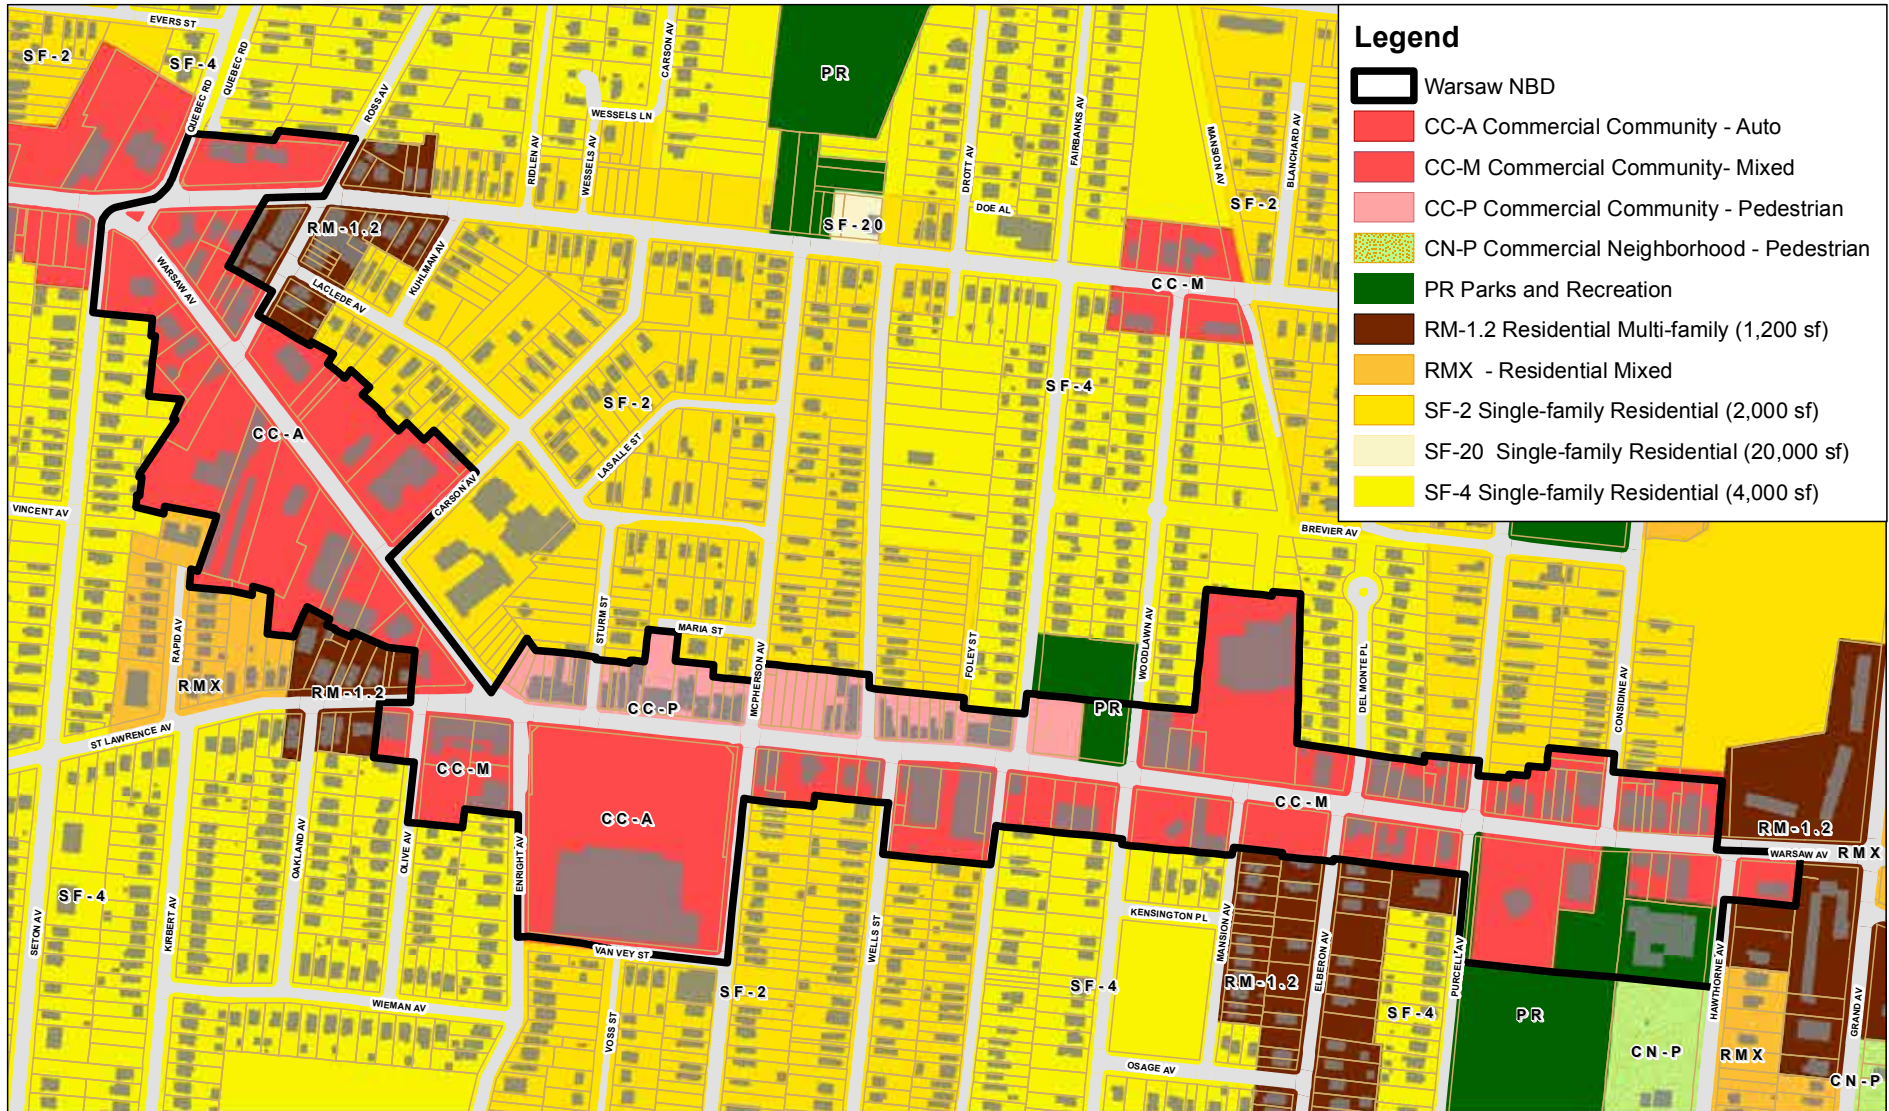 Legend
Warsaw NBD
CC-A Commercial Community - Auto
CC-M Commercial Community- Mixed
CC-P Commercial Community - Pedestrian
CN-P Commercial Neighborhood - Pedestrian
PR Parks and Recreation
RM-1.2 Residential Multi-family (1,200 sf)
RMX - Residential Mixed
SF-2 Single-family Residential (2,000 sf)
SF-20 Single-family Residential (20,000 sf)
SF-4 Single-family Residential (4,000 sf)
EVERS ST
SF-2
SF-4
QUEBEC RD
QUEBEC RD
ROSS AV
CARSON AV
WESSELS LN
RIDLEN AV
WESSELS AV
PR
DROTT AV
FAIRBANKS AV
MANSION AV
BLANCHARD AV
SF-2
DOE AL
SF-20
RM-1.2
KUHLMAN AV
LACLEDE AV
WARSAW AV
CC-M
SF-4
SF-2
LASALLE ST
CC-A
CARSON AV
VINCENT AV
BREVIER AV
STURM ST
MARIA ST
MCPHERSON AV
FOLEY ST
WOODLAWN AV
DEL MONTE PL
CONSIDINE AV
RAPID AV
RMX
RM-1.2
ST LAWRENCE AV
CC-P
PR
CC-M
CC-A
CC-M
RM-1.2
WARSAW AV
RMX
SETON AV
SF-4
KIRBERT AV
OAKLAND AV
OLIVE AV
ENRIGHT AV
VAN VEY ST
WELLS ST
KENSINGTON PL
MANSION AV
ELBERON AV
PURCELL AV
HAWTHORNE AV
GRAND AV
WIEMAN AV
VOSS ST
SF-2
SF-4
RM-1.2
SF-4
PR
CN-P
RMX
OSAGE AV
CN-P